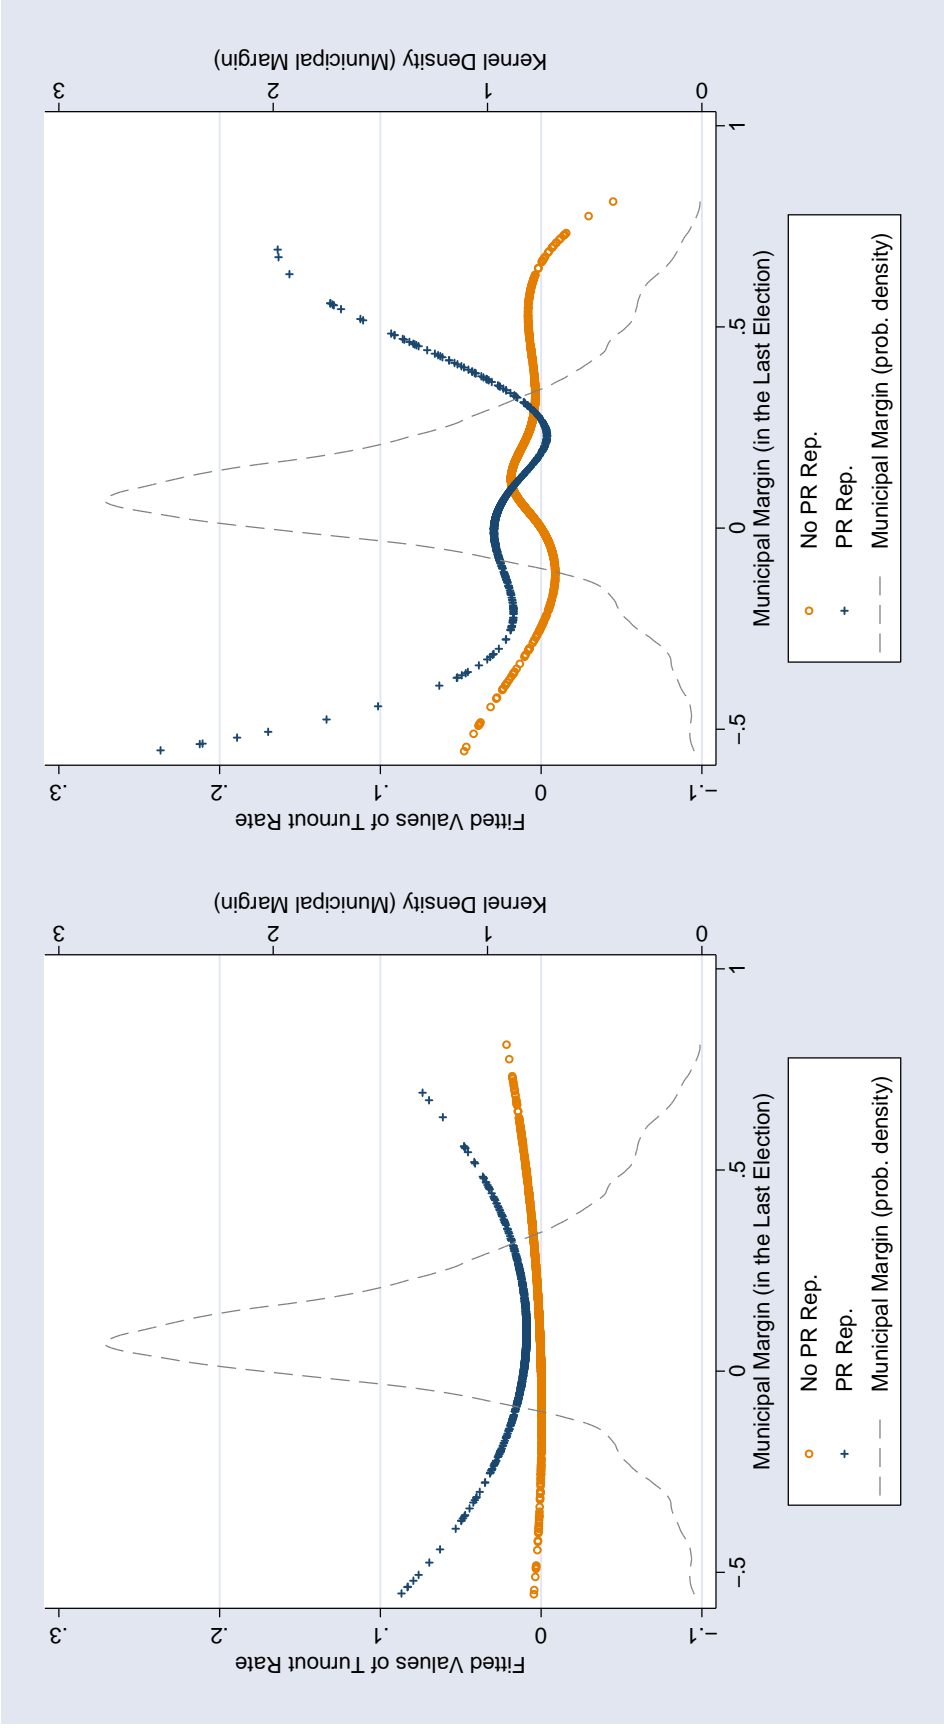 Fitted Values of Turnout Rate
.3
.2
.1
0
−.1
Kernel Density (Municipal Margin)
3
2
1
0
−.5
0
.5
1
Municipal Margin (in the Last Election)
No PR Rep.
PR Rep.
Municipal Margin (prob. density)
Fitted Values of Turnout Rate
.3
.2
.1
0
−.1
Kernel Density (Municipal Margin)
3
2
1
0
−.5
0
.5
1
Municipal Margin (in the Last Election)
No PR Rep.
PR Rep.
Municipal Margin (prob. density)